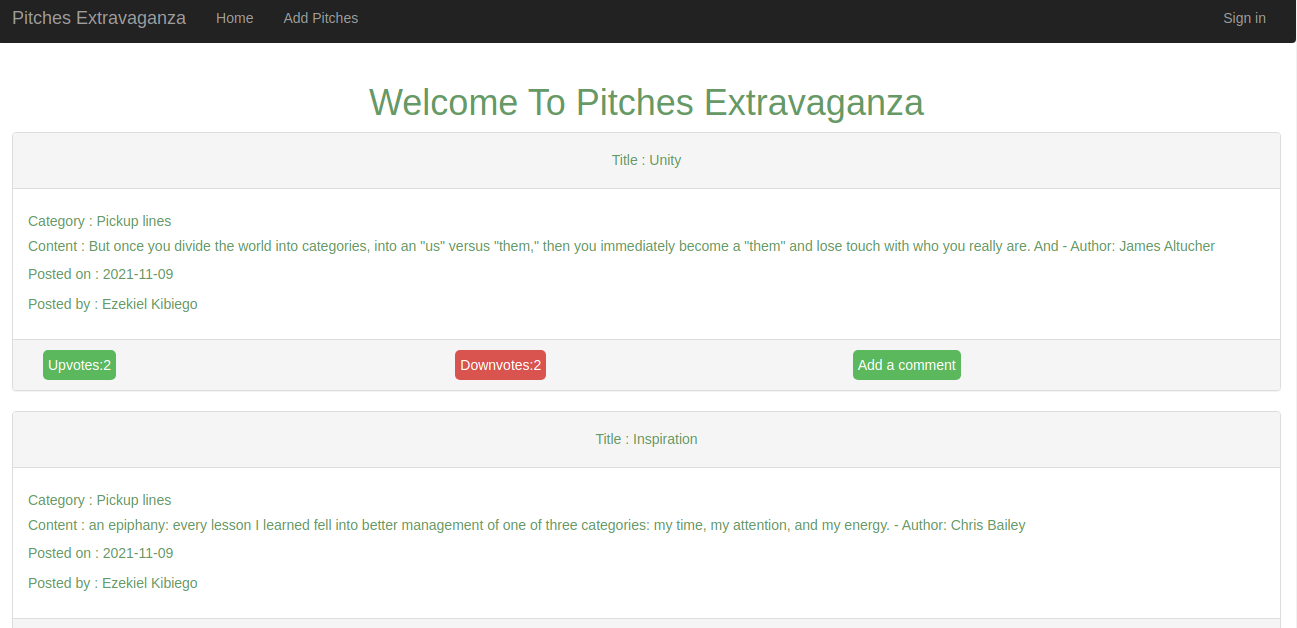 Pitches Extravaganza Home Add Pitches Sign in
Welcome To Pitches Extravaganza
Title : Unity
Category : Pickup lines
Content : But once you divide the world into categories, into an "us" versus "them," then you immediately become a "them" and lose touch with who you really are. And - Author: James Altucher
Posted on : 2021-11-09
Posted by : Ezekiel Kibiego
Upvotes:2 Downvotes:2 Add a comment
Title : Inspiration
Category : Pickup lines
Content : an epiphany: every lesson I learned fell into better management of one of three categories: my time, my attention, and my energy. - Author: Chris Bailey
Posted on : 2021-11-09
Posted by : Ezekiel Kibiego